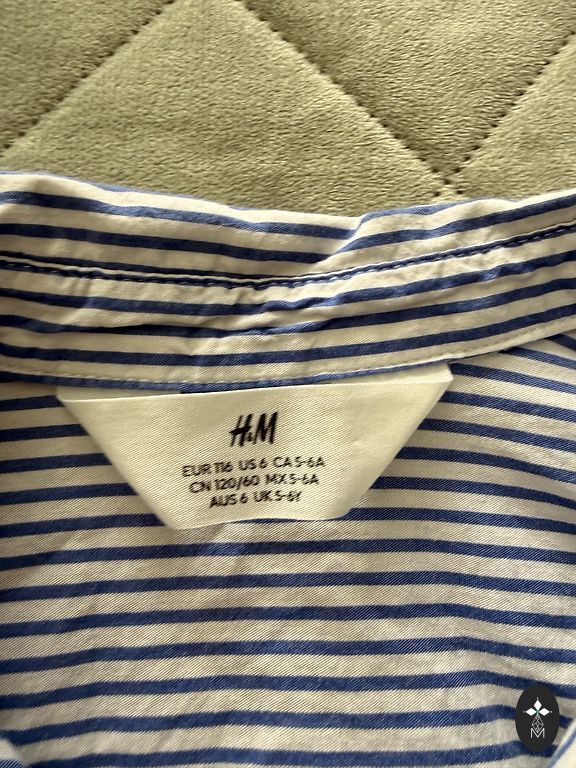 H&M
EUR 116 US 6 CA 5-6A
CN 120/60 MX 5-6A
AUS 6 UK 5-6Y
M